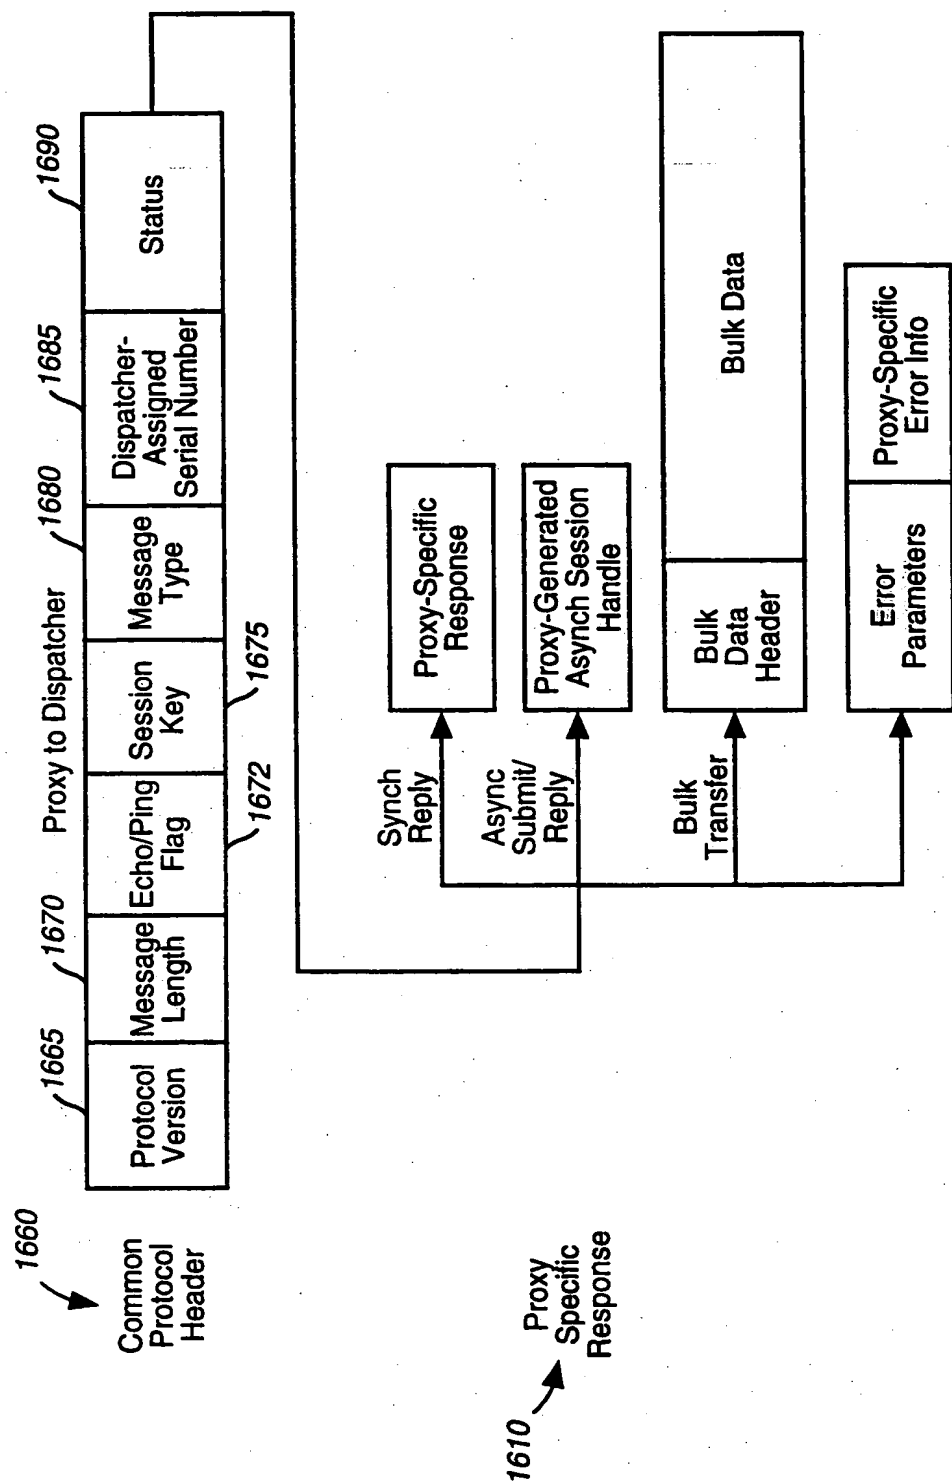 Proxy to Dispatcher
1660
Common
Protocol
Header
1665
Protocol
Version
1670
Message
Length
Echo/Ping
Flag
1672
Session
Key
1675
1680
Message
Type
1685
Dispatcher-
Assigned
Serial Number
1690
Status
1610
Proxy
Specific
Response
Synch
Reply
Proxy-Specific
Response
Async
Submit/
Reply
Proxy-Generated
Asynch Session
Handle
Bulk
Transfer
Bulk
Data
Header
Bulk Data
Error
Parameters
Proxy-Specific
Error Info